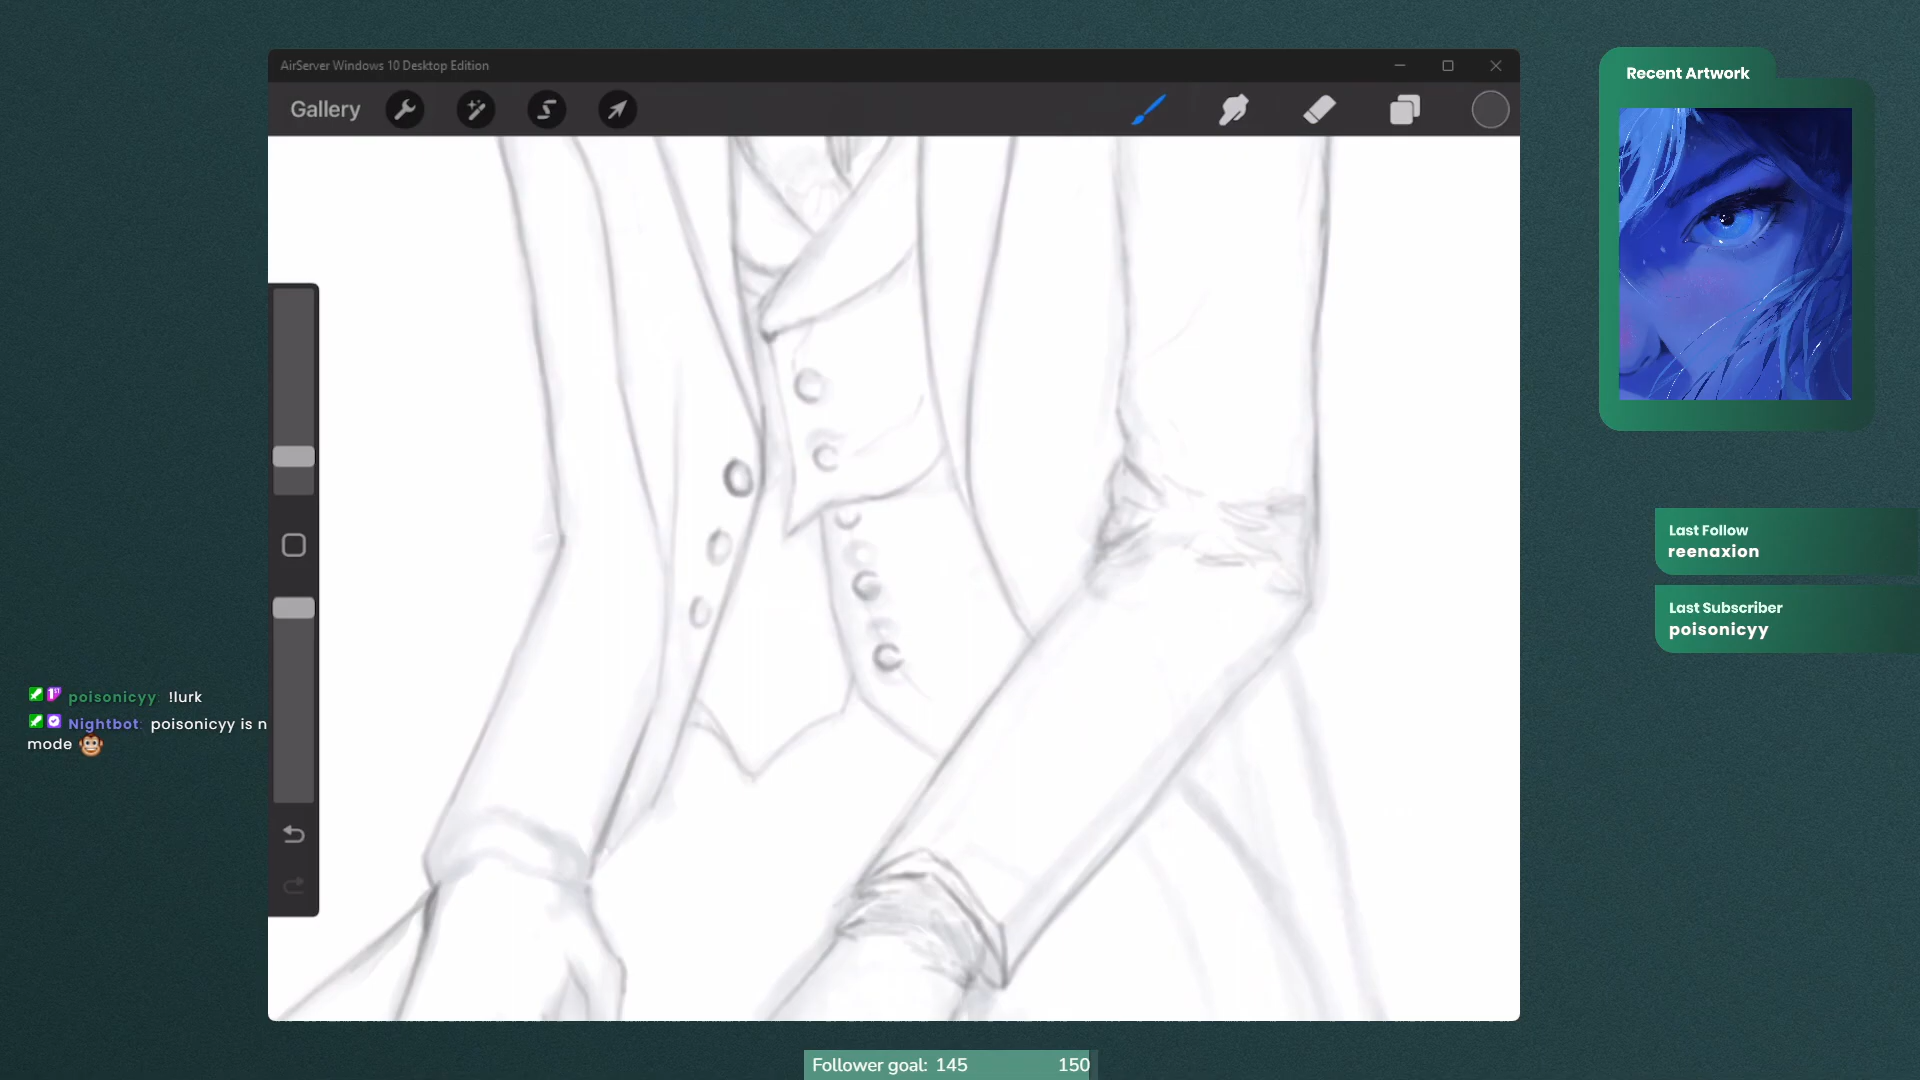 AirServer Windows 10 Desktop Edition
Gallery
Recent Artwork
Last Follow
reenaxion
Last Subscriber
poisonicyy
poisonicyy: !lurk
Nightbot: poisonicyy is n
mode
Follower goal: 145 150